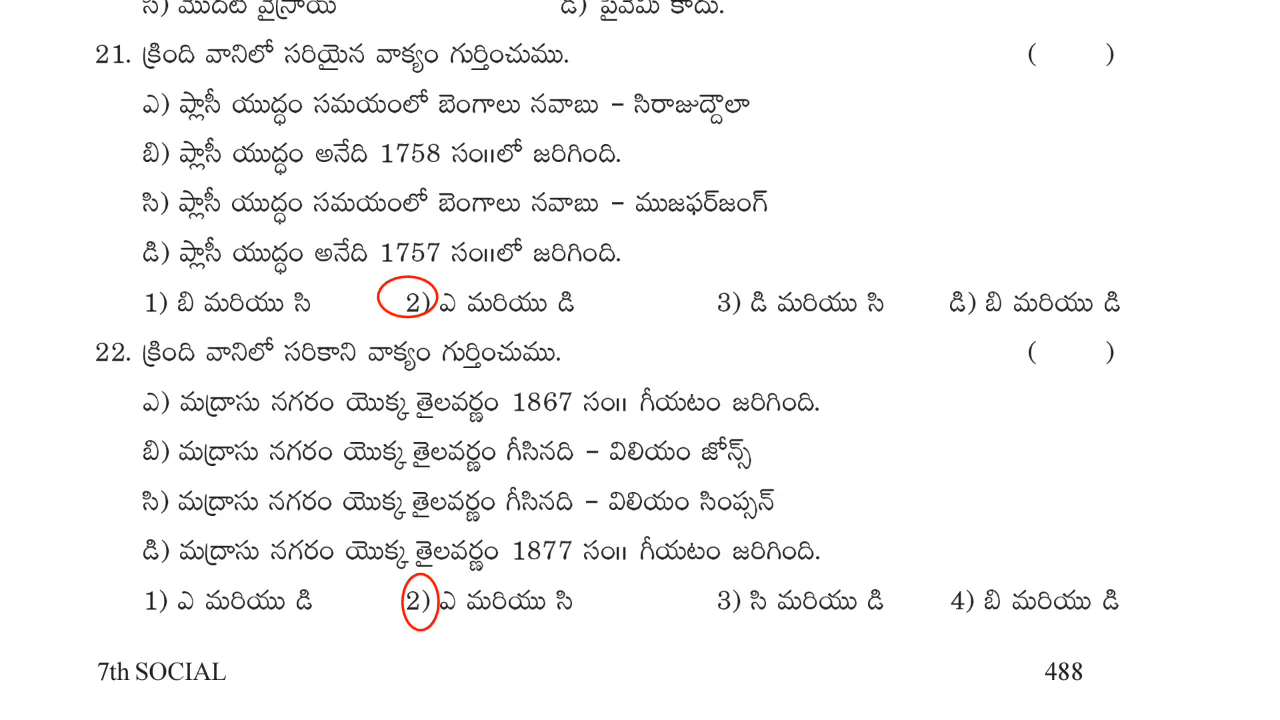 సి) మొదటి వైస్రాయ్ డి) పైవేమీ కాదు.
21. క్రింది వానిలో సరియైన వాక్యం గుర్తించుము. ( )
ఎ) ప్లాసీ యుద్ధం సమయంలో బెంగాలు నవాబు – సిరాజుద్దౌలా
బి) ప్లాసీ యుద్ధం అనేది 1758 సం॥లో జరిగింది.
సి) ప్లాసీ యుద్ధం సమయంలో బెంగాలు నవాబు – ముజఫర్‌జంగ్
డి) ప్లాసీ యుద్ధం అనేది 1757 సం॥లో జరిగింది.
1) బి మరియు సి 2) ఎ మరియు డి 3) డి మరియు సి డి) బి మరియు డి
22. క్రింది వానిలో సరికాని వాక్యం గుర్తించుము. ( )
ఎ) మద్రాసు నగరం యొక్క తైలవర్ణం 1867 సం॥ గీయటం జరిగింది.
బి) మద్రాసు నగరం యొక్క తైలవర్ణం గీసినది – విలియం జోన్స్
సి) మద్రాసు నగరం యొక్క తైలవర్ణం గీసినది – విలియం సింప్సన్
డి) మద్రాసు నగరం యొక్క తైలవర్ణం 1877 సం॥ గీయటం జరిగింది.
1) ఎ మరియు డి 2) ఎ మరియు సి 3) సి మరియు డి 4) బి మరియు డి
7th SOCIAL 488